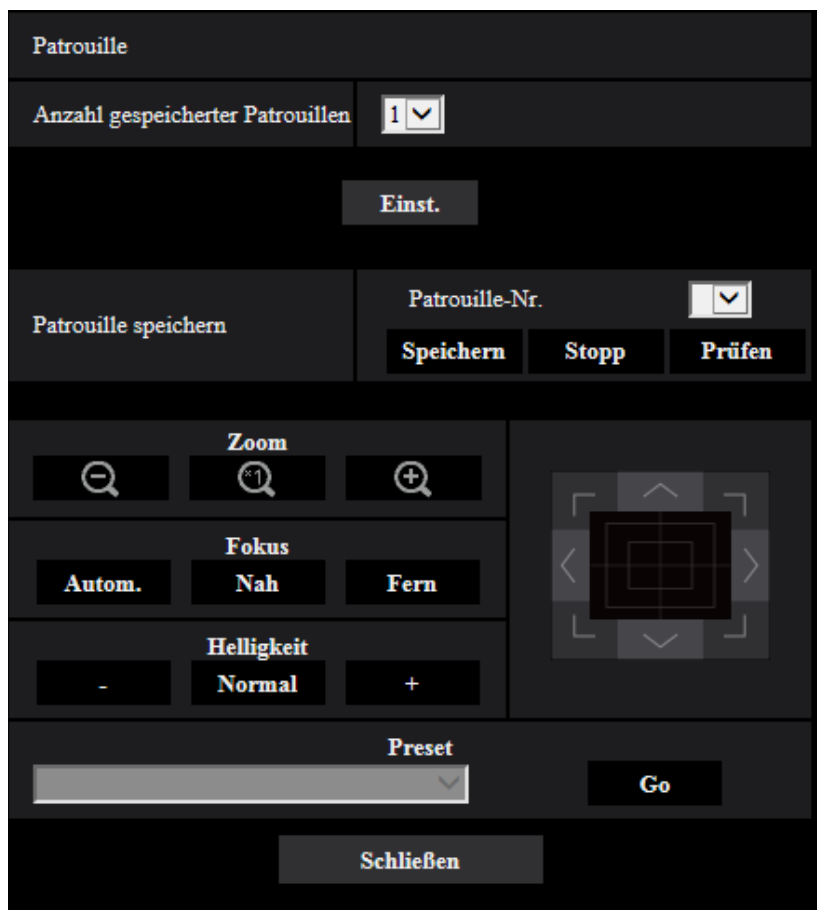 Patrouille
Anzahl gespeicherter Patrouillen 1
Einst.
Patrouille speichern
Patrouille-Nr.
Speichern Stopp Prüfen
Zoom
*1
Fokus
Autom. Nah Fern
Helligkeit
- Normal +
Preset
Go
Schließen